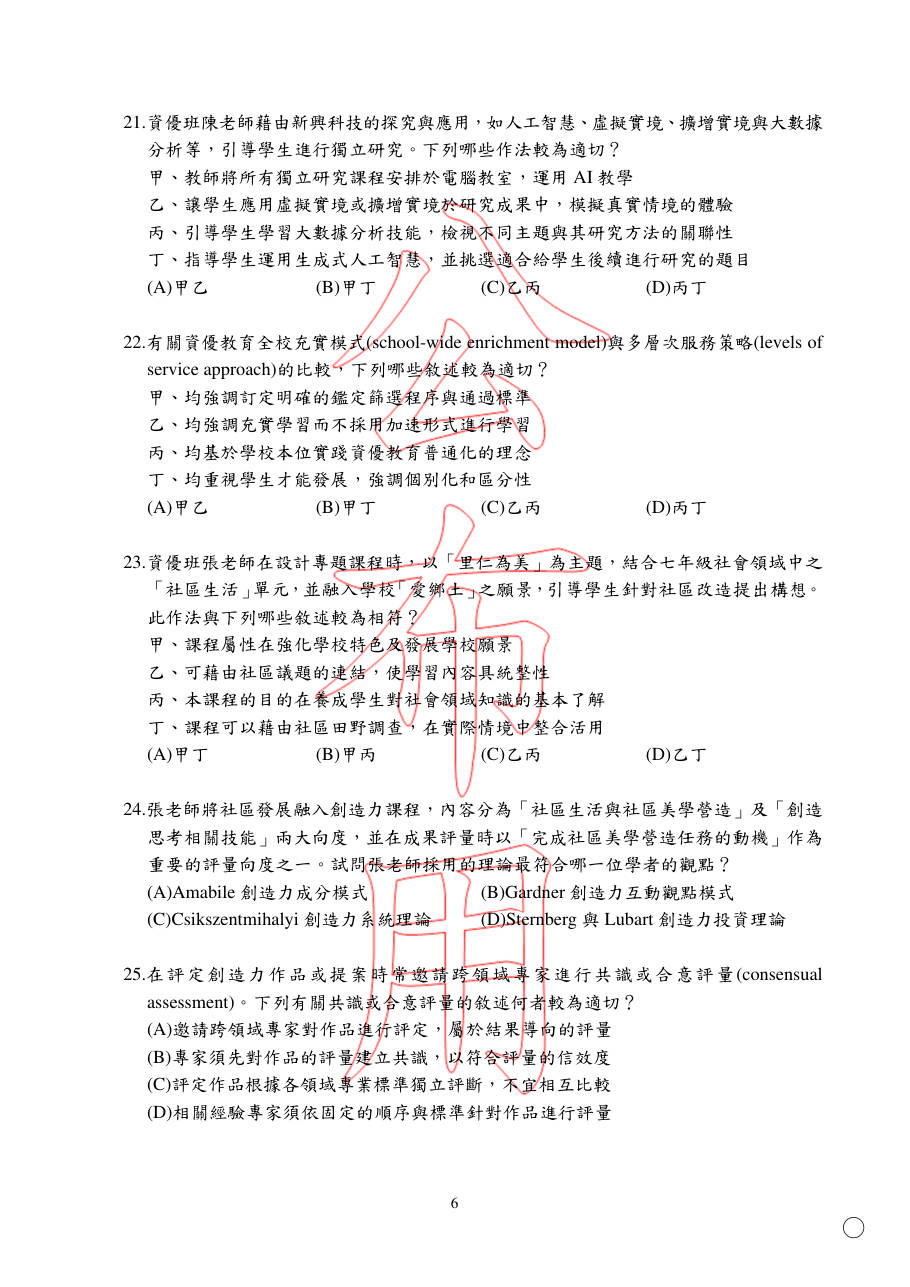 21.資優班陳老師藉由新興科技的探究與應用，如人工智慧、虛擬實境、擴增實境與大數據
分析等，引導學生進行獨立研究。下列哪些作法較為適切？
甲、教師將所有獨立研究課程安排於電腦教室，運用 AI 教學
乙、讓學生應用虛擬實境或擴增實境於研究成果中，模擬真實情境的體驗
丙、引導學生學習大數據分析技能，檢視不同主題與其研究方法的關聯性
丁、指導學生運用生成式人工智慧，並挑選適合給學生後續進行研究的題目
(A)甲乙 (B)甲丁 (C)乙丙 (D)丙丁
22.有關資優教育全校充實模式(school-wide enrichment model)與多層次服務策略(levels of
service approach)的比較，下列哪些敘述較為適切？
甲、均強調訂定明確的鑑定篩選程序與通過標準
乙、均強調充實學習而不採用加速形式進行學習
丙、均基於學校本位實踐資優教育普通化的理念
丁、均重視學生才能發展，強調個別化和區分性
(A)甲乙 (B)甲丁 (C)乙丙 (D)丙丁
23.資優班張老師在設計專題課程時，以「里仁為美」為主題，結合七年級社會領域中之
「社區生活」單元，並融入學校「愛鄉土」之願景，引導學生針對社區改造提出構想。
此作法與下列哪些敘述較為相符？
甲、課程屬性在強化學校特色及發展學校願景
乙、可藉由社區議題的連結，使學習內容具統整性
丙、本課程的目的在養成學生對社會領域知識的基本了解
丁、課程可以藉由社區田野調查，在實際情境中整合活用
(A)甲丁 (B)甲丙 (C)乙丙 (D)乙丁
24.張老師將社區發展融入創造力課程，內容分為「社區生活與社區美學營造」及「創造
思考相關技能」兩大向度，並在成果評量時以「完成社區美學營造任務的動機」作為
重要的評量向度之一。試問張老師採用的理論最符合哪一位學者的觀點？
(A)Amabile 創造力成分模式 (B)Gardner 創造力互動觀點模式
(C)Csikszentmihalyi 創造力系統理論 (D)Sternberg 與 Lubart 創造力投資理論
25.在評定創造力作品或提案時常邀請跨領域專家進行共識或合意評量(consensual
assessment)。下列有關共識或合意評量的敘述何者較為適切？
(A)邀請跨領域專家對作品進行評定，屬於結果導向的評量
(B)專家須先對作品的評量建立共識，以符合評量的信效度
(C)評定作品根據各領域專業標準獨立評斷，不宜相互比較
(D)相關經驗專家須依固定的順序與標準針對作品進行評量
公布用
6